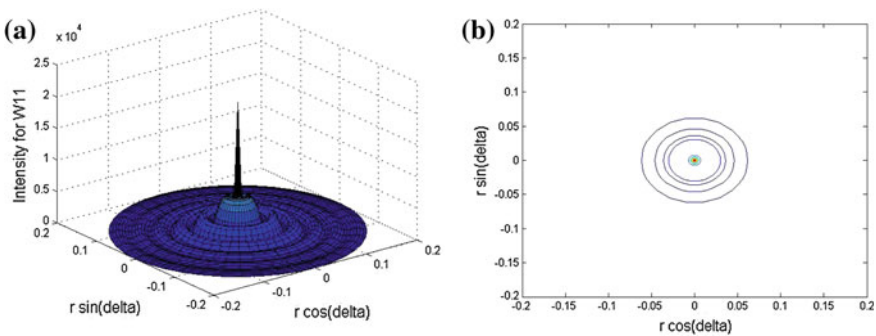 (a)
x 10⁴
2.5
2
1.5
1
0.5
0
Intensity for W11
0.2
0.1
0
-0.1
-0.2
r sin(delta)
-0.2
-0.1
0
0.1
0.2
r cos(delta)
(b)
0.2
0.15
0.1
0.05
0
-0.05
-0.1
-0.15
-0.2
r sin(delta)
-0.2 -0.15 -0.1 -0.05 0 0.05 0.1 0.15 0.2
r cos(delta)